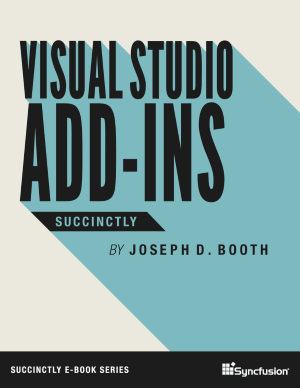 VISUAL STUDIO
ADD-INS
SUCCINCTLY
BY JOSEPH D. BOOTH
SUCCINCTLY E-BOOK SERIES
Syncfusion